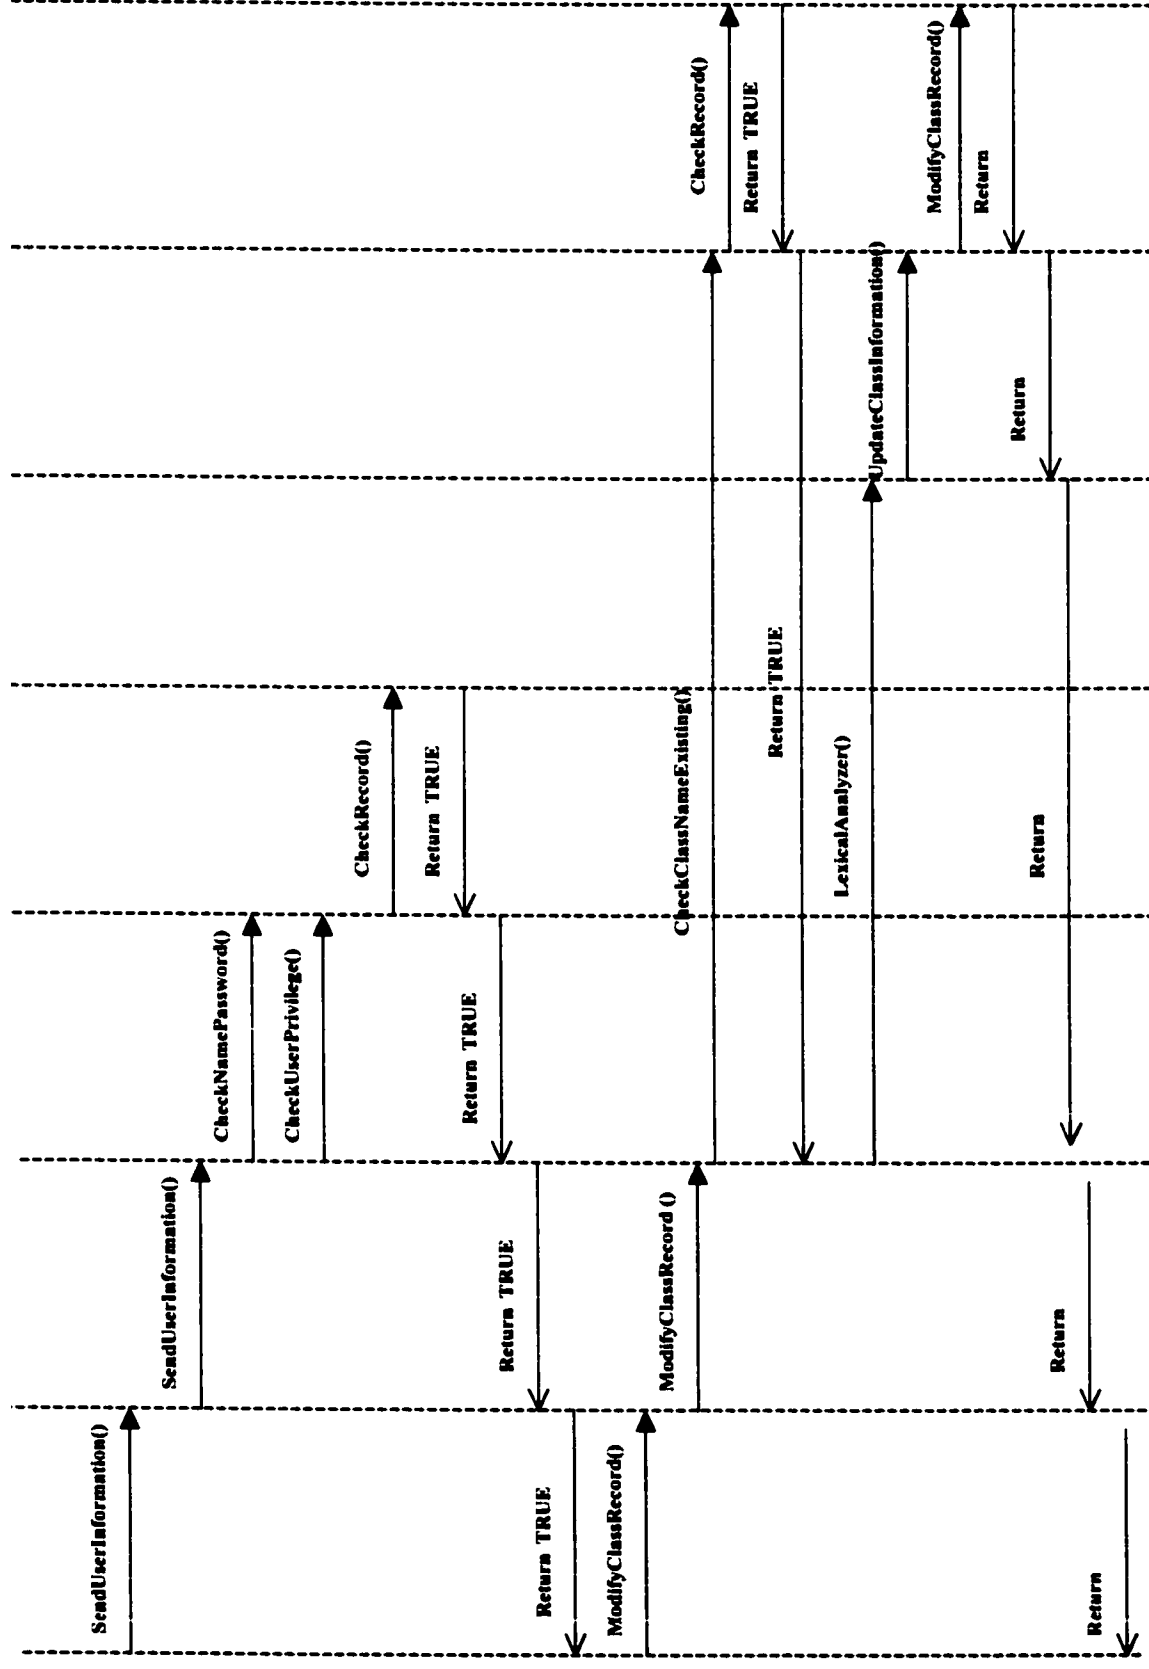 SendUserInformation()
SendUserInformation()
CheckNamePassword()
CheckUserPrivilege()
CheckRecord()
Return TRUE
Return TRUE
Return TRUE
Return TRUE
ModifyClassRecord()
ModifyClassRecord ()
CheckClassNameExisting()
CheckRecord()
Return TRUE
Return TRUE
LexicalAnalyzer()
UpdateClassInformation()
ModifyClassRecord()
Return
Return
Return
Return
Return